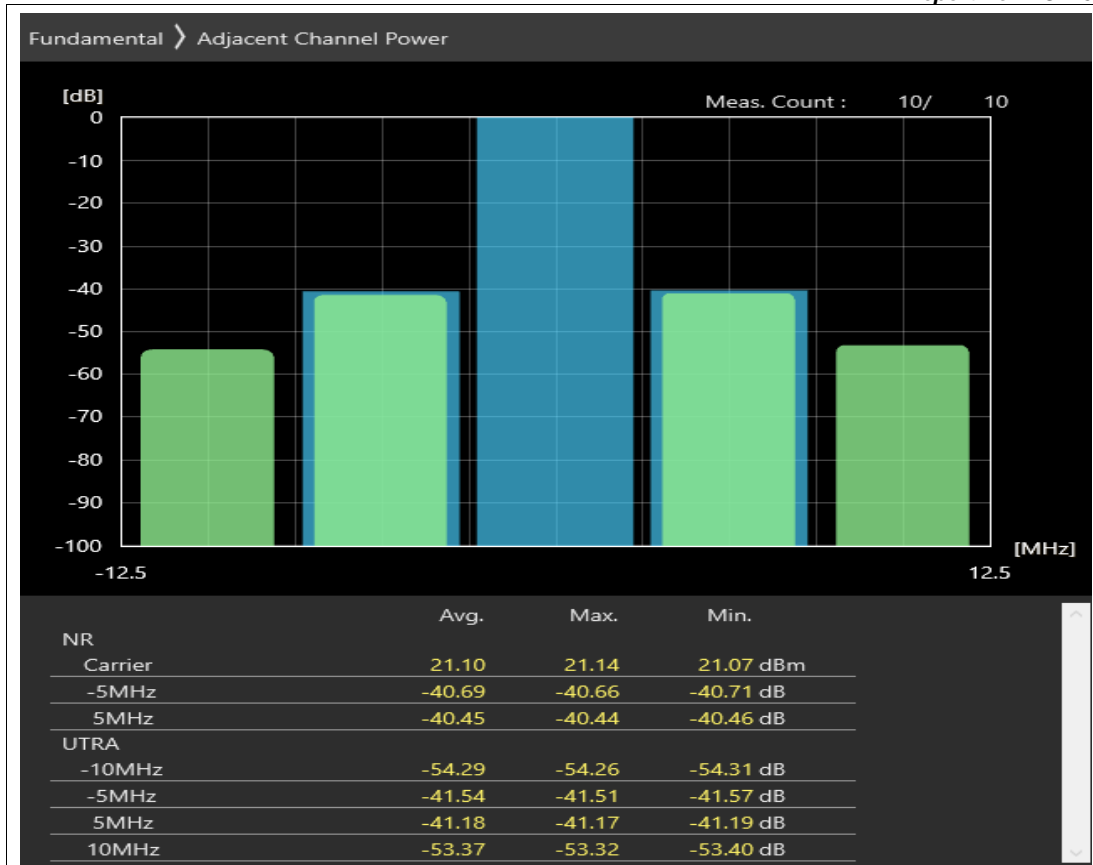 Fundamental 》 Adjacent Channel Power
[dB]
Meas. Count : 10/ 10
0
-10
-20
-30
-40
-50
-60
-70
-80
-90
-100
[MHz]
-12.5 12.5
Avg. Max. Min.
NR
Carrier 21.10 21.14 21.07 dBm
-5MHz -40.69 -40.66 -40.71 dB
5MHz -40.45 -40.44 -40.46 dB
UTRA
-10MHz -54.29 -54.26 -54.31 dB
-5MHz -41.54 -41.51 -41.57 dB
5MHz -41.18 -41.17 -41.19 dB
10MHz -53.37 -53.32 -53.40 dB